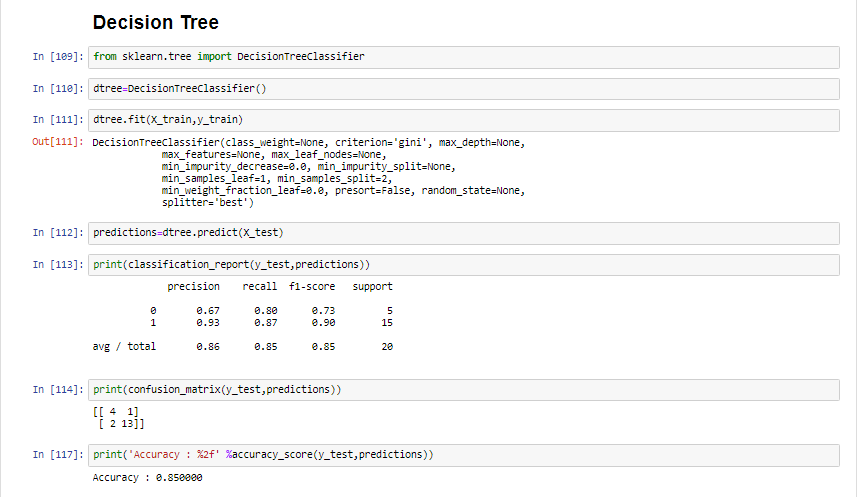 Decision Tree
In [109]: from sklearn.tree import DecisionTreeClassifier
In [110]: dtree=DecisionTreeClassifier()
In [111]: dtree.fit(X_train,y_train)
Out[111]: DecisionTreeClassifier(class_weight=None, criterion='gini', max_depth=None,
max_features=None, max_leaf_nodes=None,
min_impurity_decrease=0.0, min_impurity_split=None,
min_samples_leaf=1, min_samples_split=2,
min_weight_fraction_leaf=0.0, presort=False, random_state=None,
splitter='best')
In [112]: predictions=dtree.predict(X_test)
In [113]: print(classification_report(y_test,predictions))
precision recall f1-score support
0 0.67 0.80 0.73 5
1 0.93 0.87 0.90 15
avg / total 0.86 0.85 0.85 20
In [114]: print(confusion_matrix(y_test,predictions))
[[ 4 1]
[ 2 13]]
In [117]: print('Accuracy : %2f' %accuracy_score(y_test,predictions))
Accuracy : 0.850000